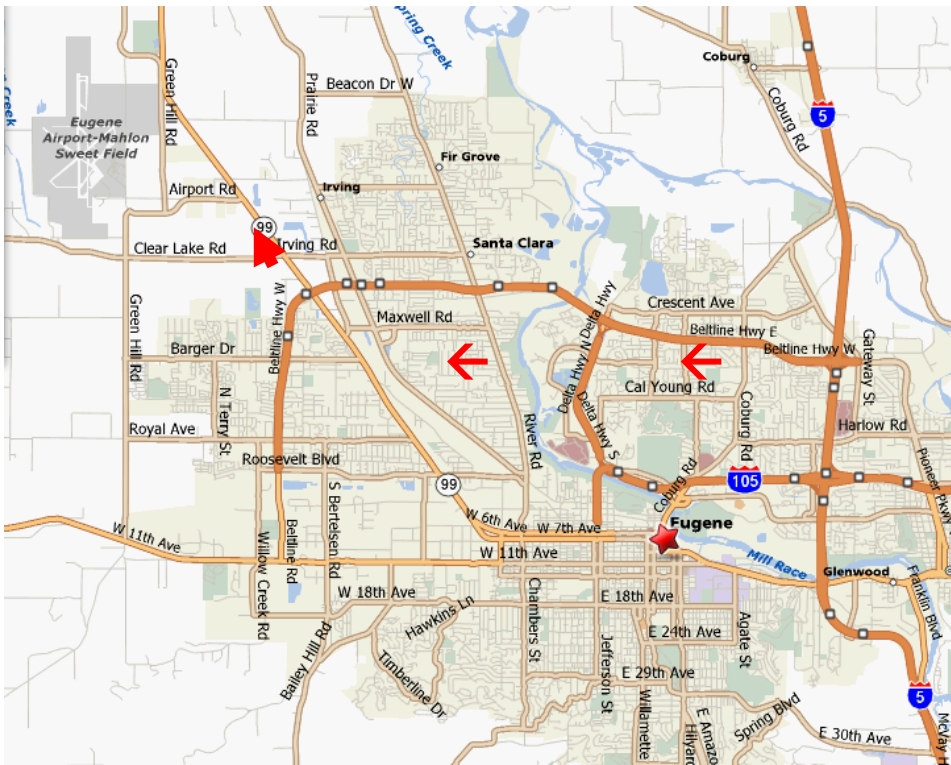 Spring Creek
Coburg
Creek
Green Hill Rd
Prairie Rd
Beacon Dr W
Coburg Rd
5
Eugene
Airport-Mahlon
Sweet Field
Fir Grove
Airport Rd
Irving
99
Clear Lake Rd
Irving Rd
Santa Clara
Green Hill Rd
Beltline Hwy W
Delta Hwy
Crescent Ave
Maxwell Rd
Beltline Hwy E
Barger Dr
Beltline Hwy W
Gateway St
Delta Hwy N
Cal Young Rd
N Terry St
Delta Hwy S
Coburg Rd
Royal Ave
River Rd
Harlow Rd
Roosevelt Blvd
Pioneer Pkwy
99
S Bertelsen Rd
Coburg Rd
105
W 6th Ave
W 7th Ave
Eugene
W 11th Ave
W 11th Ave
Willow Creek Rd
Beltline Rd
Mill Race
Glenwood
Franklin Blvd
W 18th Ave
Chambers St
E 18th Ave
Hawkins Ln
Agate St
Bailey Hill Rd
Jefferson St
E 24th Ave
Timberline Dr
E 29th Ave
5
Willamette
E Amazo
Hilyard
Spring Blvd
E 30th Ave
McVay H